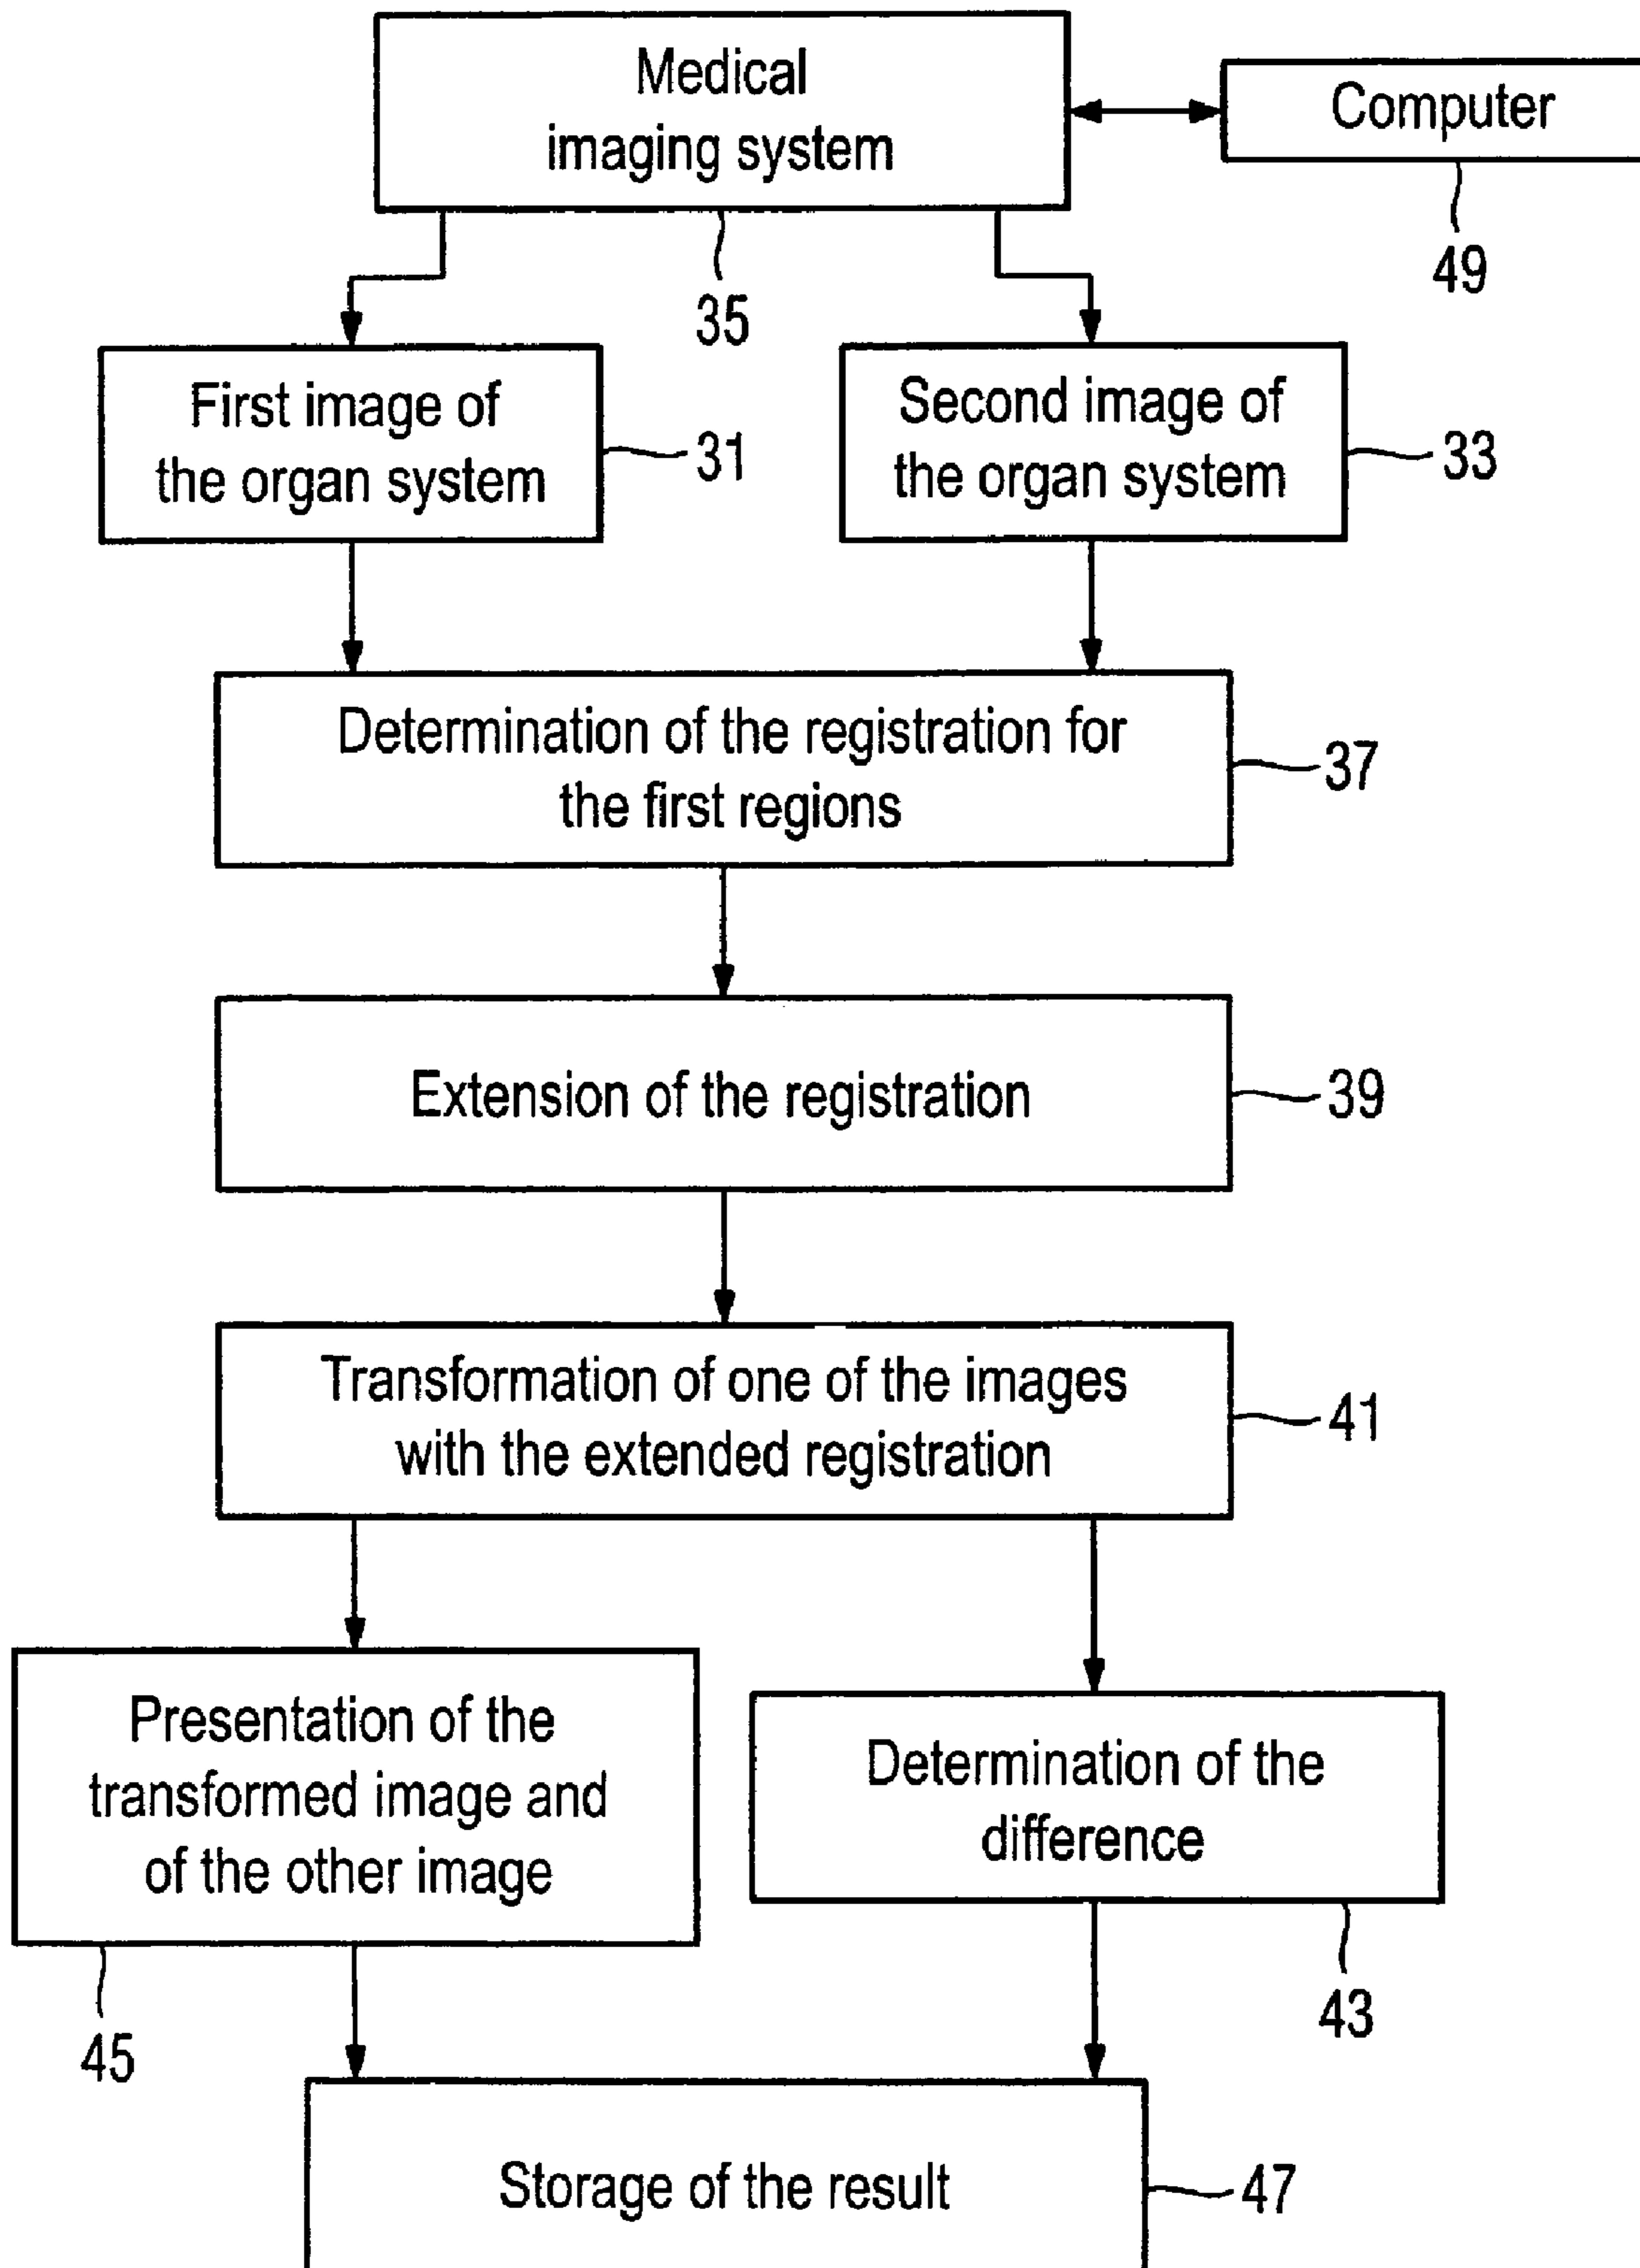 Medical
imaging system
Computer
49
35
First image of
the organ system
31
Second image of
the organ system
33
Determination of the registration for
the first regions
37
Extension of the registration
39
Transformation of one of the images
with the extended registration
41
Presentation of the
transformed image and
of the other image
45
Determination of the
difference
43
Storage of the result
47